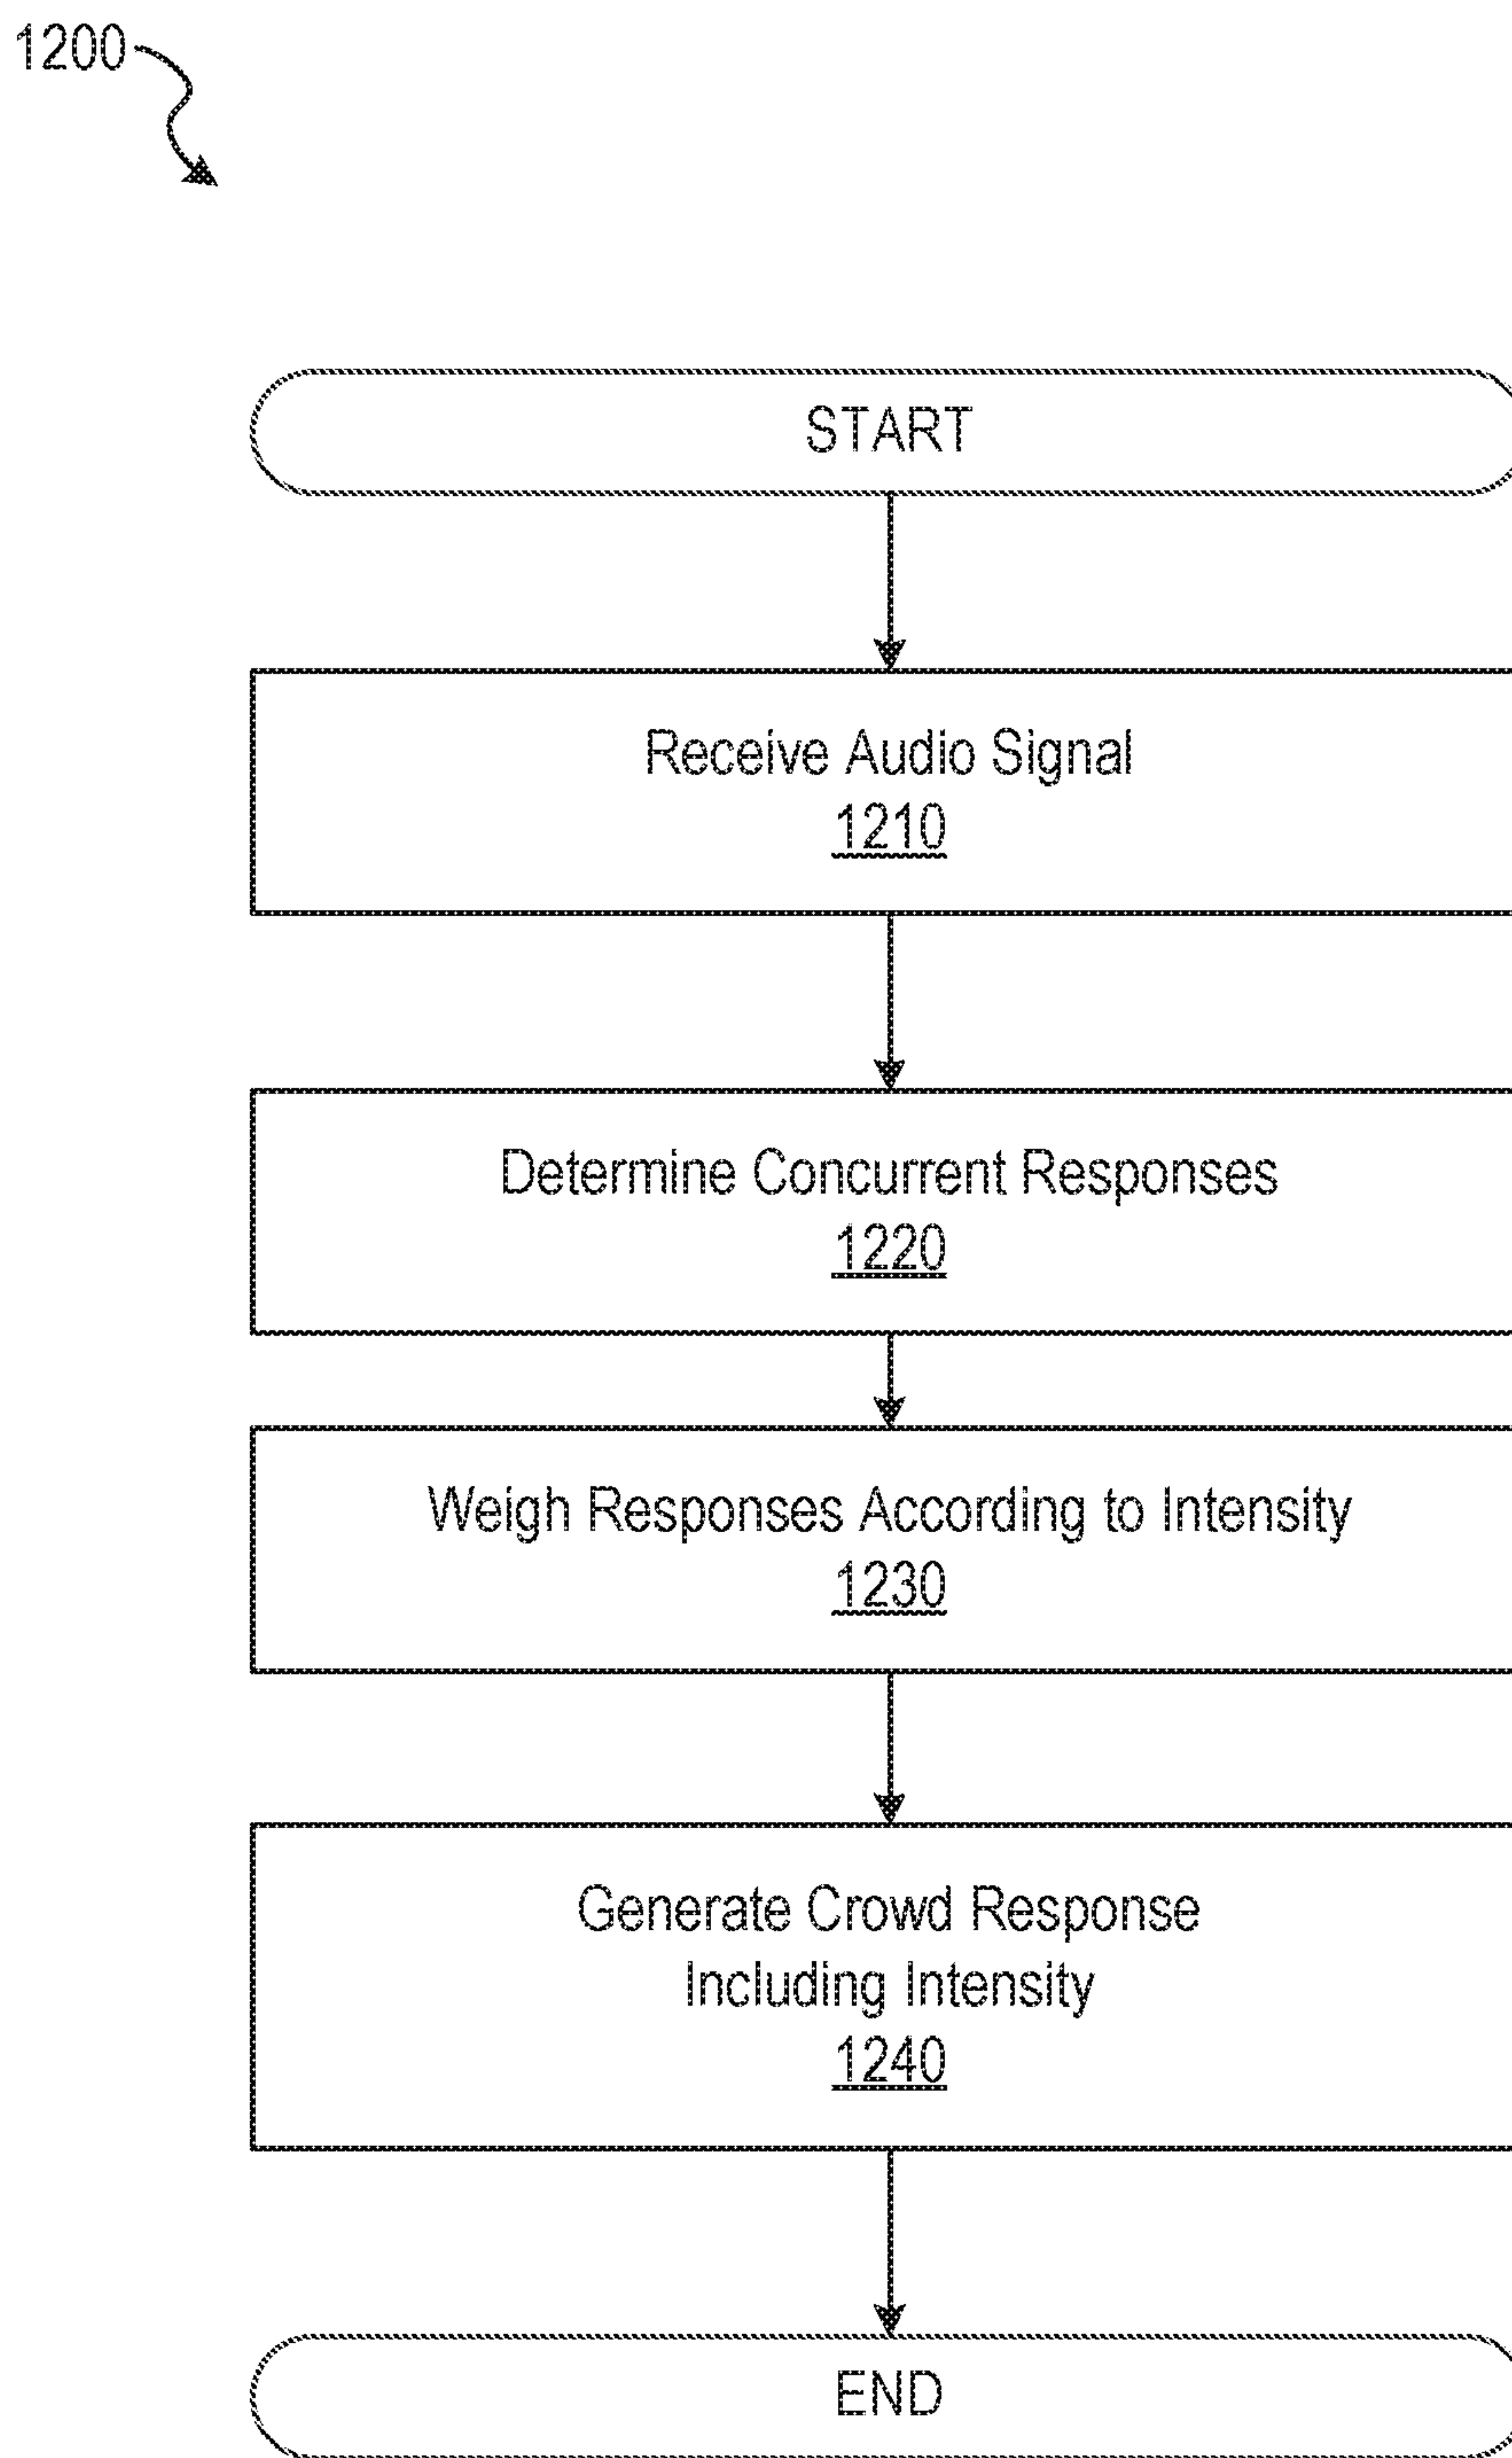 1200
START
Receive Audio Signal
1210
Determine Concurrent Responses
1220
Weigh Responses According to Intensity
1230
Generate Crowd Response
Including Intensity
1240
END